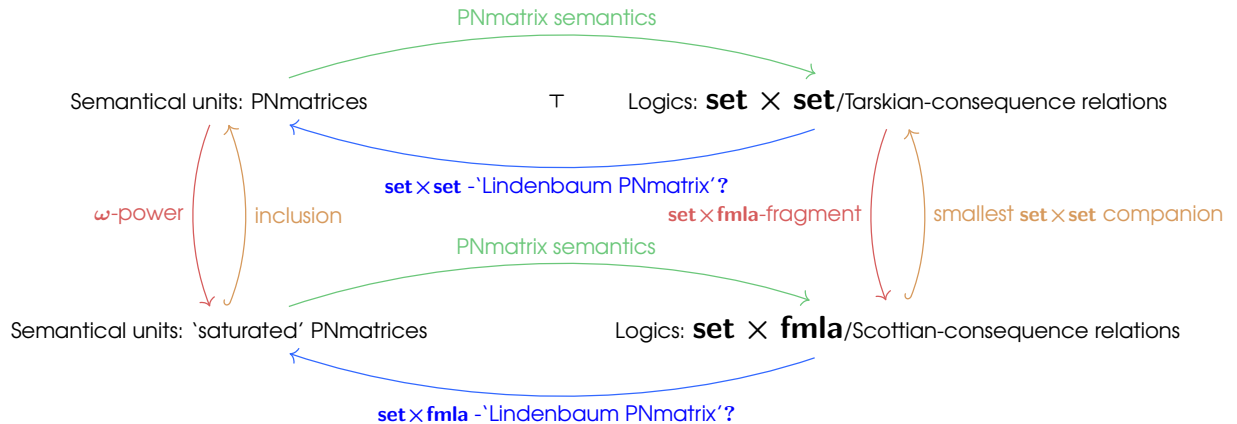 PNmatrix semantics
Semantical units: PNmatrices ⊤ Logics: set × set/Tarskian-consequence relations
set×set -‘Lindenbaum PNmatrix’?
ω-power inclusion set×fmla-fragment smallest set×set companion
PNmatrix semantics
Semantical units: ‘saturated’ PNmatrices Logics: set × fmla/Scottian-consequence relations
set×fmla -‘Lindenbaum PNmatrix’?